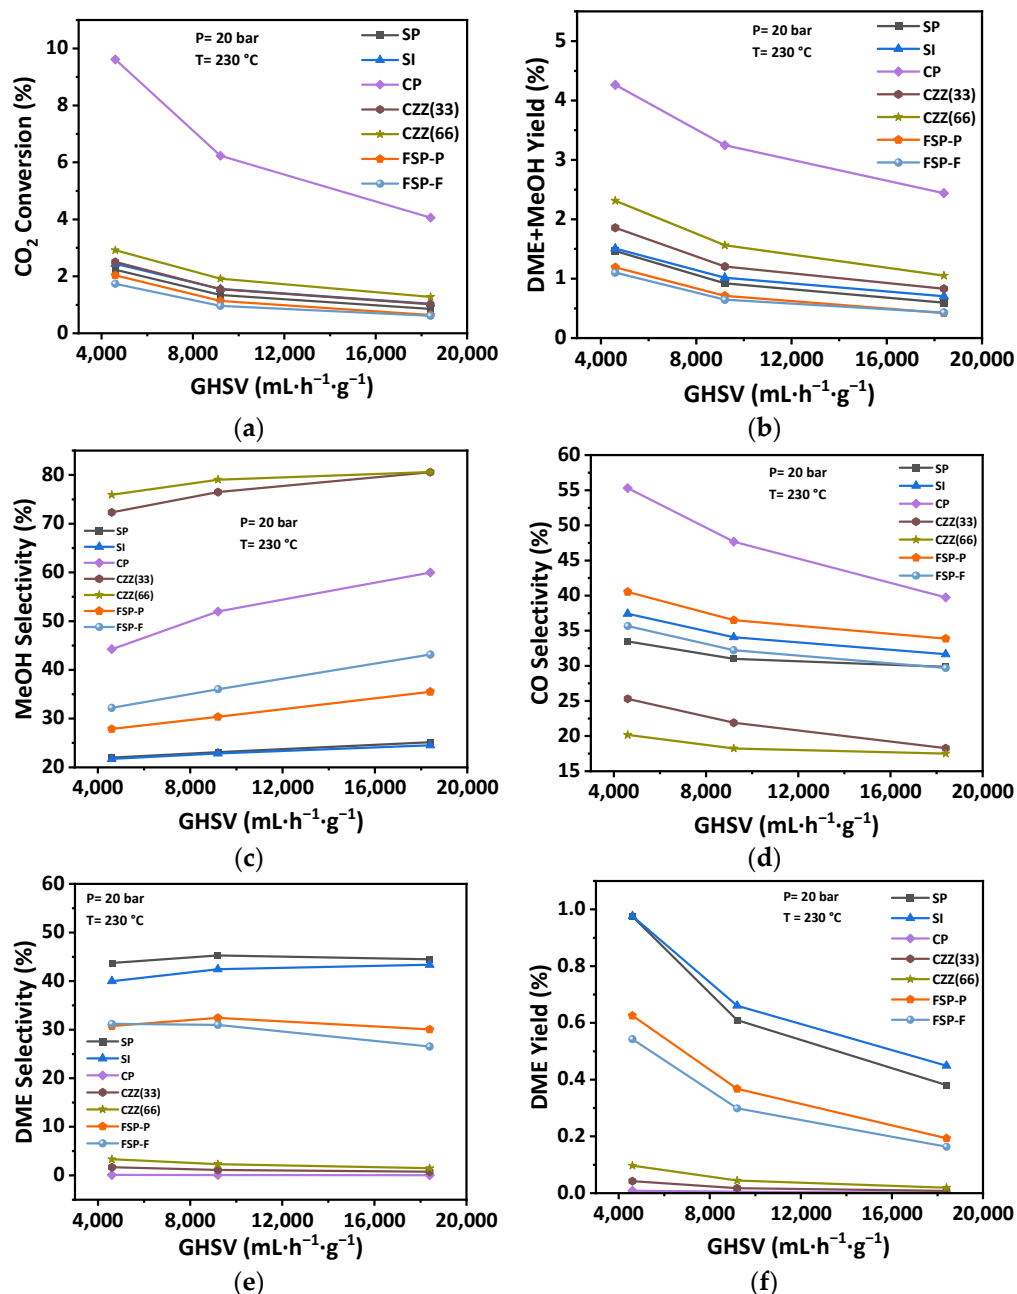 P= 20 bar
T= 230 °C
SP
SI
CP
CZZ(33)
CZZ(66)
FSP-P
FSP-F
CO₂ Conversion (%)
10
8
6
4
2
0
4,000 8,000 12,000 16,000 20,000
GHSV (mL·h⁻¹·g⁻¹)
(a)
P= 20 bar
T= 230 °C
SP
SI
CP
CZZ(33)
CZZ(66)
FSP-P
FSP-F
DME+MeOH Yield (%)
5
4
3
2
1
0
4,000 8,000 12,000 16,000 20,000
GHSV (mL·h⁻¹·g⁻¹)
(b)
P= 20 bar
T= 230 °C
SP
SI
CP
CZZ(33)
CZZ(66)
FSP-P
FSP-F
MeOH Selectivity (%)
80
70
60
50
40
30
20
4,000 8,000 12,000 16,000 20,000
GHSV (mL·h⁻¹·g⁻¹)
(c)
P= 20 bar
T= 230 °C
SP
SI
CP
CZZ(33)
CZZ(66)
FSP-P
FSP-F
CO Selectivity (%)
60
55
50
45
40
35
30
25
20
15
4,000 8,000 12,000 16,000 20,000
GHSV (mL·h⁻¹·g⁻¹)
(d)
P= 20 bar
T= 230 °C
SP
SI
CP
CZZ(33)
CZZ(66)
FSP-P
FSP-F
DME Selectivity (%)
60
50
40
30
20
10
0
4,000 8,000 12,000 16,000 20,000
GHSV (mL·h⁻¹·g⁻¹)
(e)
P= 20 bar
T = 230 °C
SP
SI
CP
CZZ(33)
CZZ(66)
FSP-P
FSP-F
DME Yield (%)
1.0
0.8
0.6
0.4
0.2
0.0
4,000 8,000 12,000 16,000 20,000
GHSV (mL·h⁻¹·g⁻¹)
(f)